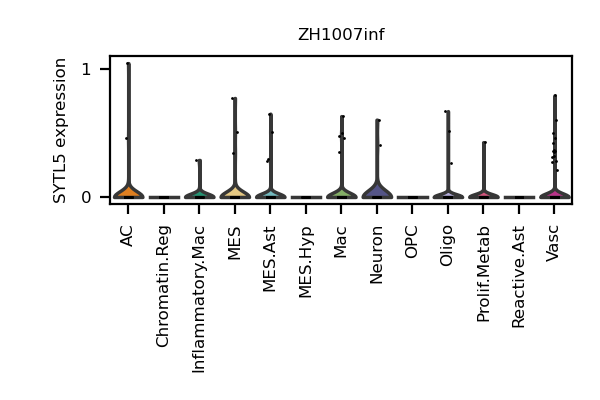 ZH1007inf
SYTL5 expression
1
0
AC
Chromatin.Reg
Inflammatory.Mac
MES
MES.Ast
MES.Hyp
Mac
Neuron
OPC
Oligo
Prolif.Metab
Reactive.Ast
Vasc